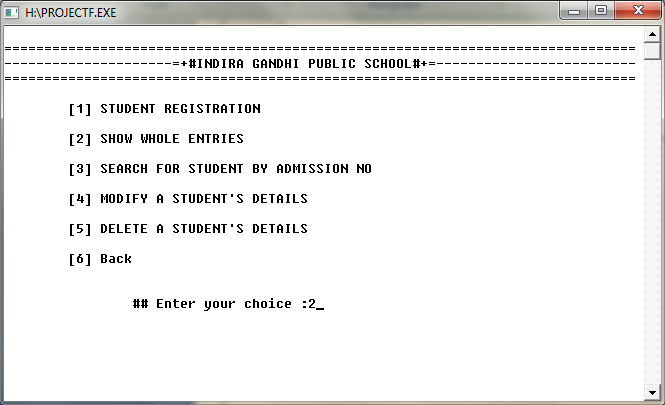 H:\PROJECTF.EXE
===============================================================================
---------------------=+#INDIRA GANDHI PUBLIC SCHOOL#+=-------------------------
===============================================================================
[1] STUDENT REGISTRATION
[2] SHOW WHOLE ENTRIES
[3] SEARCH FOR STUDENT BY ADMISSION NO
[4] MODIFY A STUDENT'S DETAILS
[5] DELETE A STUDENT'S DETAILS
[6] Back
## Enter your choice :2_